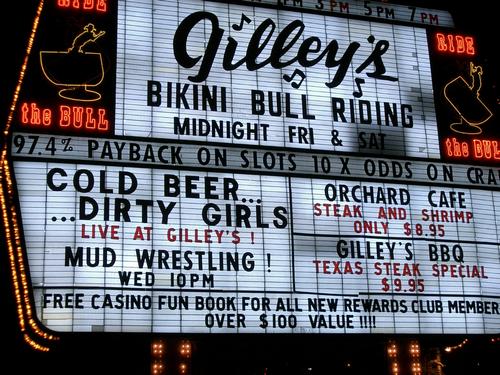 RIDE
the BULL
3PM 5PM 7PM
Gilley's
BIKINI BULL RIDING
MIDNIGHT FRI & SAT
RIDE
the BUL
97.4% PAYBACK ON SLOTS 10 X ODDS ON CRA
COLD BEER...
...DIRTY GIRLS
LIVE AT GILLEY'S !
MUD WRESTLING !
WED 10PM
ORCHARD CAFE
STEAK AND SHRIMP
ONLY $8.95
GILLEY'S BBQ
TEXAS STEAK SPECIAL
$9.95
FREE CASINO FUN BOOK FOR ALL NEW REWARDS CLUB MEMBER
OVER $100 VALUE !!!!